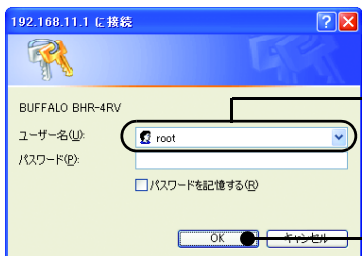 192.168.11.1 に接続
BUFFALO BHR-4RV
ユーザー名(U):
root
パスワード(P):
パスワードを記憶する(R)
OK
キャンセル